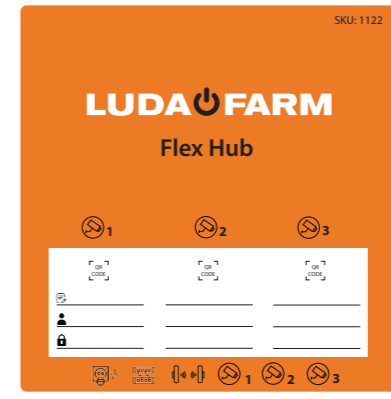 SKU: 1122
LUDA FARM
Flex Hub
1 2 3
QR CODE QR CODE QR CODE
1 2 3